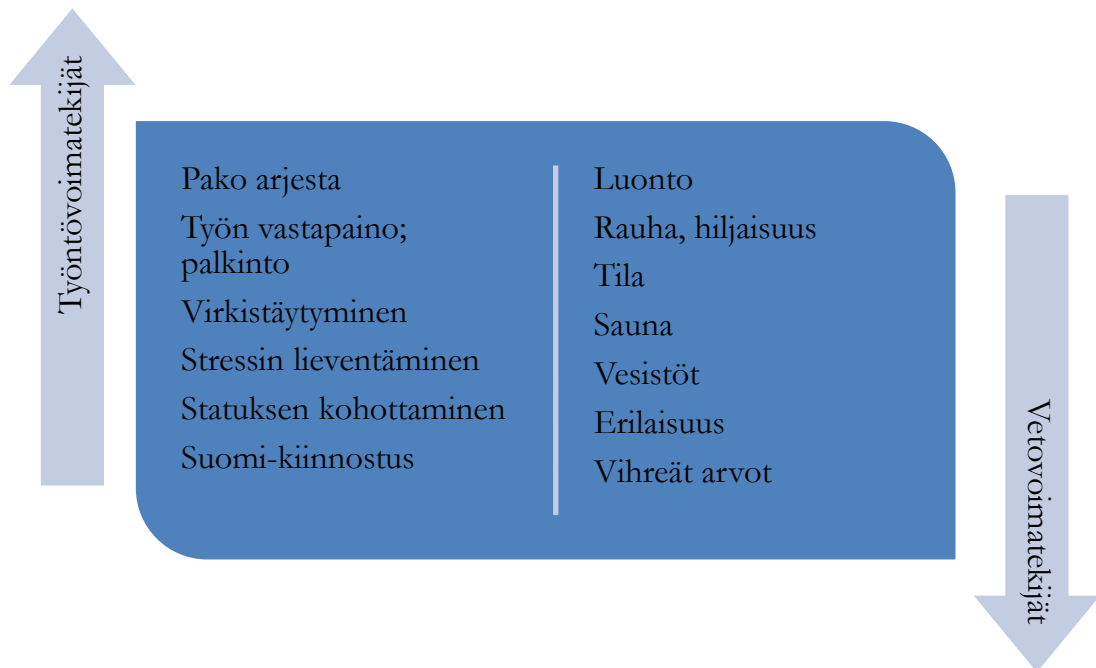 Työntövoimatekijät
Pako arjesta
Työn vastapaino;
palkinto
Virkistäytyminen
Stressin lieventäminen
Statuksen kohottaminen
Suomi-kiinnostus
Luonto
Rauha, hiljaisuus
Tila
Sauna
Vesistöt
Erilaisuus
Vihreät arvot
Vetovoimatekijät